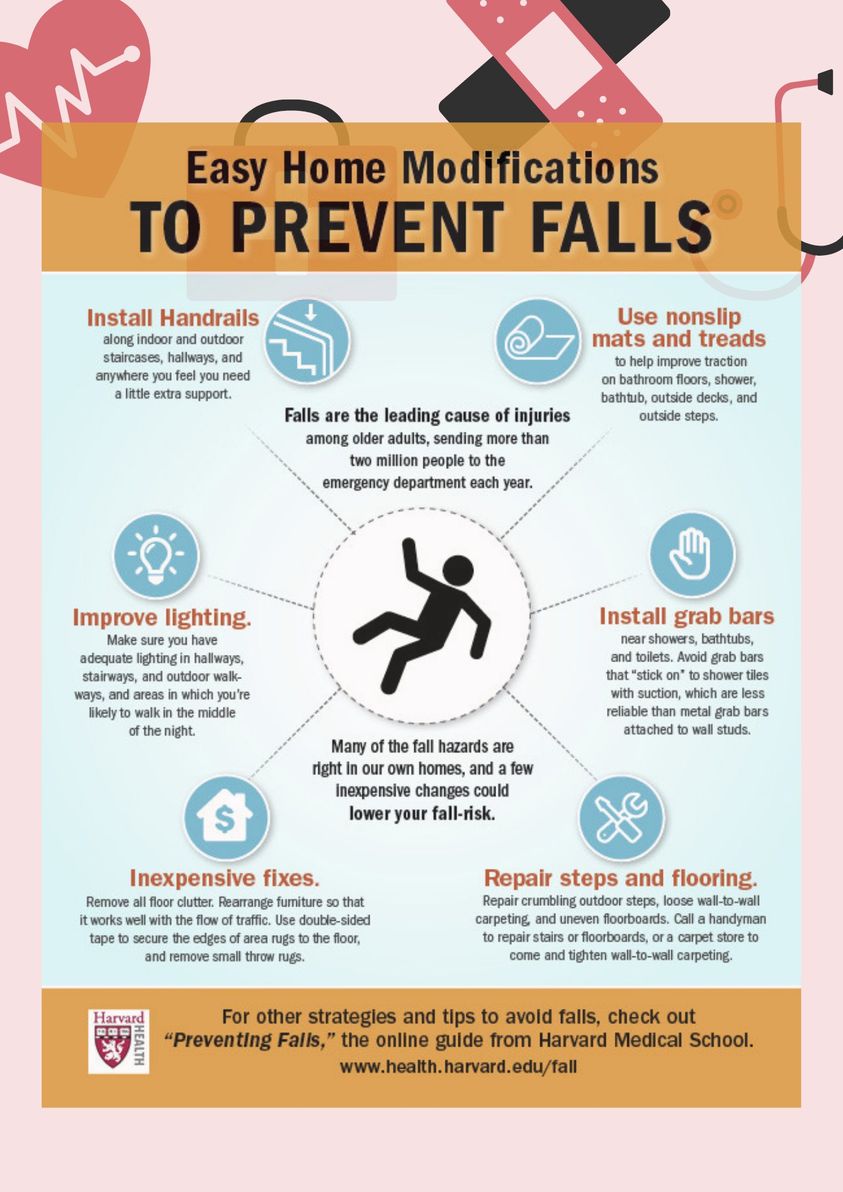 Easy Home Modifications
TO PREVENT FALLS
Install Handrails
along indoor and outdoor
staircases, hallways, and
anywhere you feel you need
a little extra support.
Use nonslip
mats and treads
to help improve traction
on bathroom floors, shower,
bathtub, outside decks, and
outside steps.
Falls are the leading cause of injuries
among older adults, sending more than
two million people to the
emergency department each year.
Improve lighting.
Make sure you have
adequate lighting in hallways,
stairways, and outdoor walk-
ways, and areas in which you're
likely to walk in the middle
of the night.
Install grab bars
near showers, bathtubs,
and toilets. Avoid grab bars
that "stick on" to shower tiles
with suction, which are less
reliable than metal grab bars
attached to wall studs.
Many of the fall hazards are
right in our own homes, and a few
inexpensive changes could
lower your fall-risk.
$
Inexpensive fixes.
Remove all floor clutter. Rearrange furniture so that
it works well with the flow of traffic. Use double-sided
tape to secure the edges of area rugs to the floor,
and remove small throw rugs.
Repair steps and flooring.
Repair crumbling outdoor steps, loose wall-to-wall
carpeting, and uneven floorboards. Call a handyman
to repair stairs or floorboards, or a carpet store to
come and tighten wall-to-wall carpeting.
Harvard
HEALTH
For other strategies and tips to avoid falls, check out
"Preventing Falls," the online guide from Harvard Medical School.
www.health.harvard.edu/fall